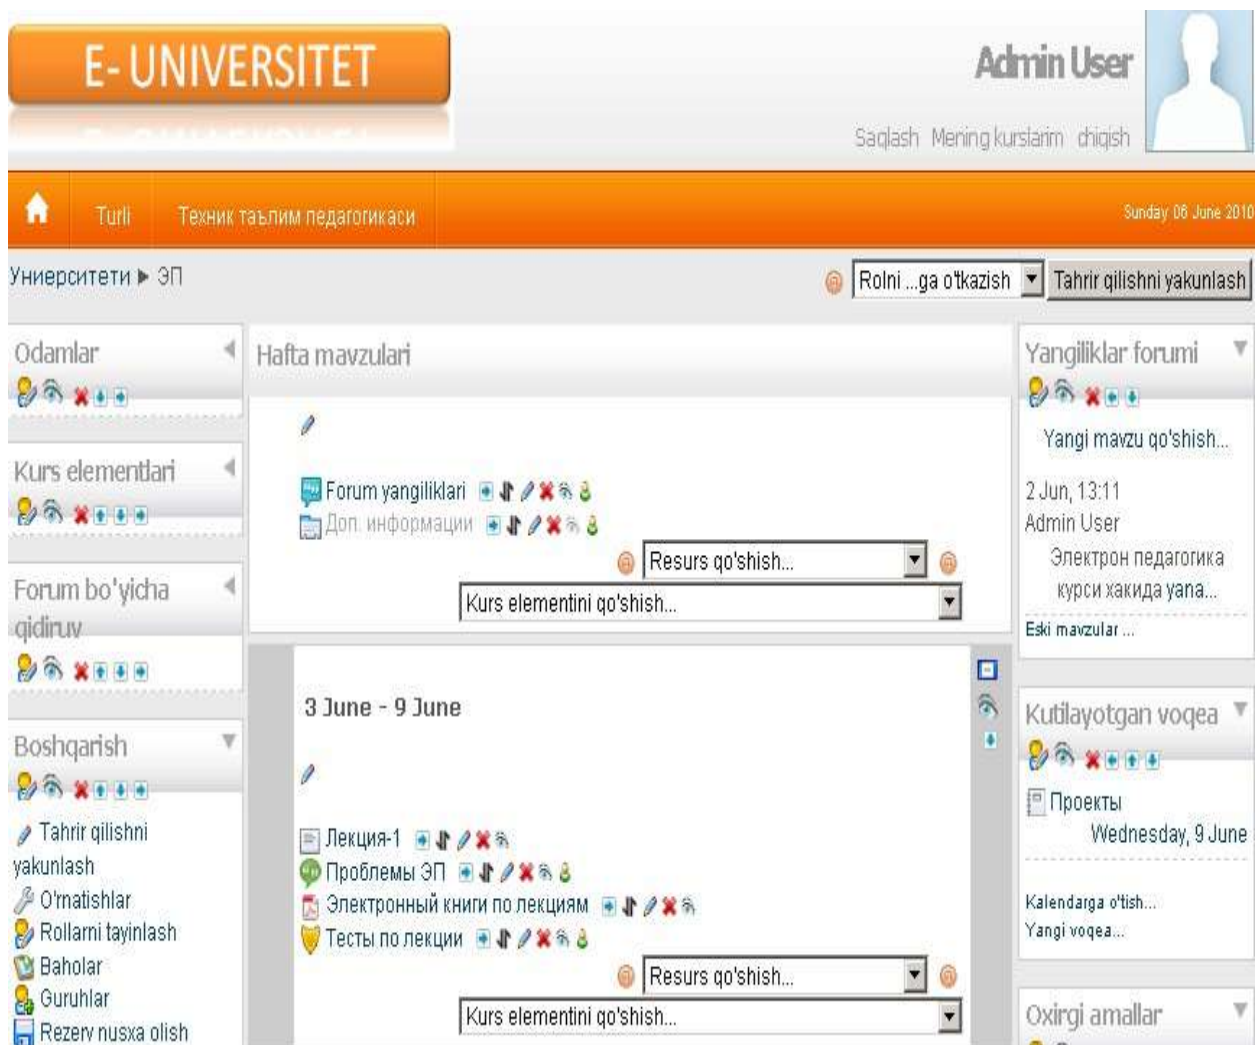 E- UNIVERSITET
Admin User
Saqlash Mening kurslarim chiqish
Turli Техник таълим педагогикаси
Sunday 06 June 2010
Университети ► ЭП
Rolni ...ga o'tkazish Tahrir qilishni yakunlash
Odamlar
Kurs elementlari
Forum bo'yicha
qidiruv
Boshqarish
Tahrir qilishni
yakunlash
O'rnatishlar
Rollarni tayinlash
Baholar
Guruhlar
Rezerv nusxa olish
Hafta mavzulari
Forum yangiliklari
Доп. информации
Resurs qo'shish...
Kurs elementini qo'shish...
3 June - 9 June
Лекция-1
Проблемы ЭП
Электронный книги по лекциям
Тесты по лекции
Resurs qo'shish...
Kurs elementini qo'shish...
Yangiliklar forumi
Yangi mavzu qo'shish...
2 Jun, 13:11
Admin User
Электрон педагогика
курси хакида yana...
Eski mavzular ...
Kutilayotgan voqea
Проекты
Wednesday, 9 June
Kalendarga o'tish...
Yangi voqea...
Oxirgi amallar